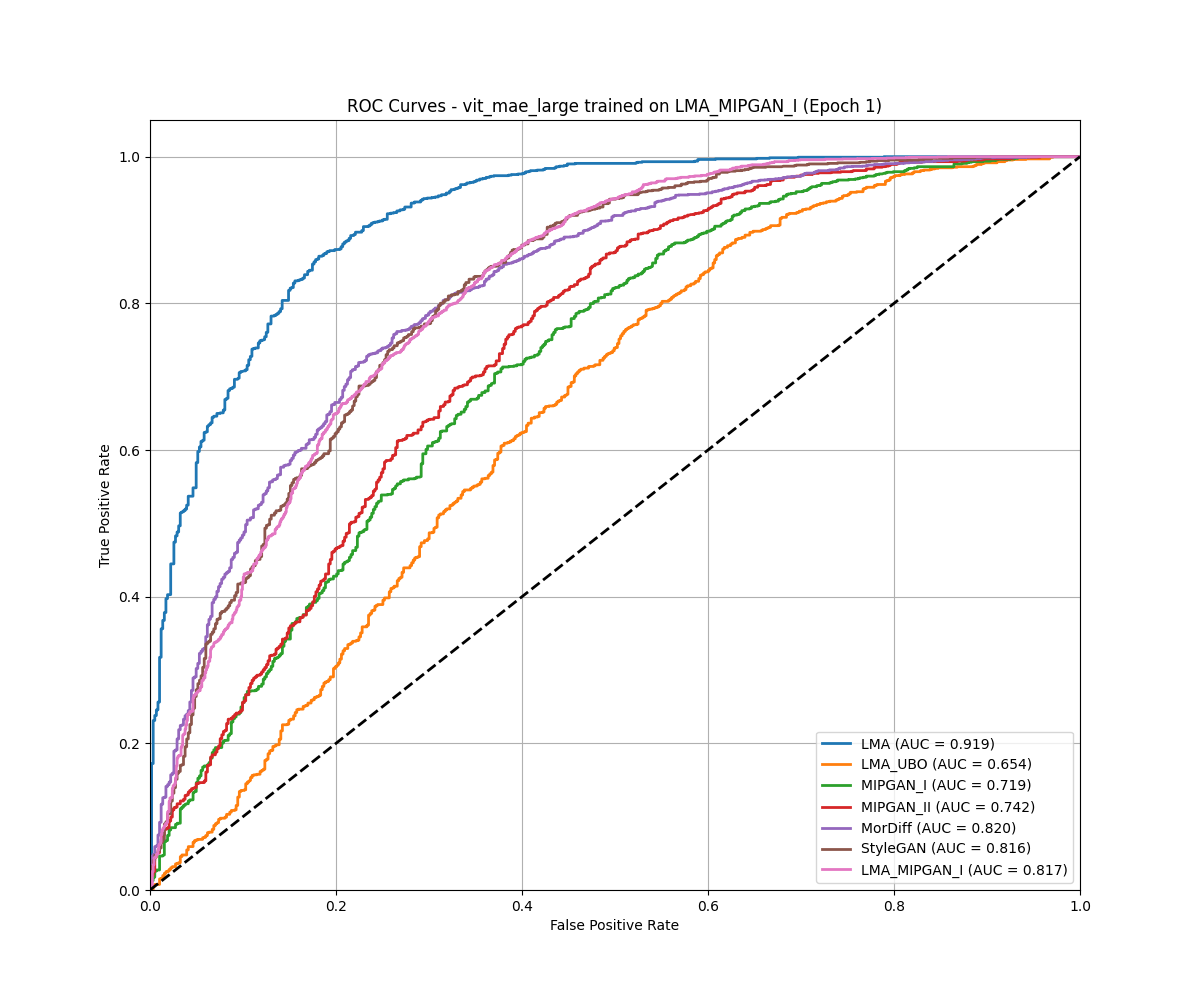 ROC Curves - vit_mae_large trained on LMA_MIPGAN_I (Epoch 1)
True Positive Rate
1.0
0.8
0.6
0.4
0.2
0.0
0.0 0.2 0.4 0.6 0.8 1.0
False Positive Rate
LMA (AUC = 0.919)
LMA_UBO (AUC = 0.654)
MIPGAN_I (AUC = 0.719)
MIPGAN_II (AUC = 0.742)
MorDiff (AUC = 0.820)
StyleGAN (AUC = 0.816)
LMA_MIPGAN_I (AUC = 0.817)